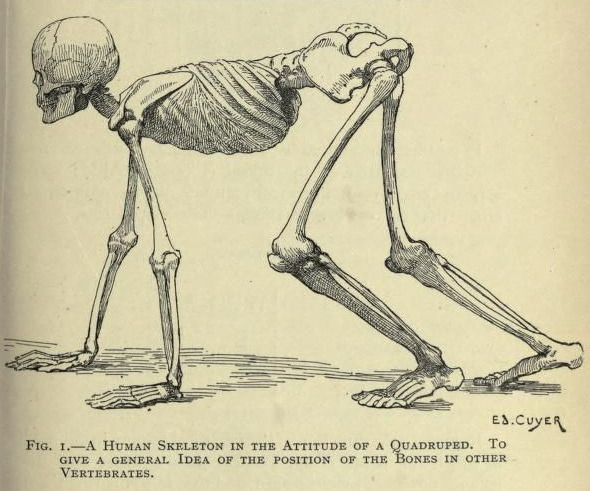 ED. CUYER
FIG. 1.—A HUMAN SKELETON IN THE ATTITUDE OF A QUADRUPED. TO
GIVE A GENERAL IDEA OF THE POSITION OF THE BONES IN OTHER
VERTEBRATES.